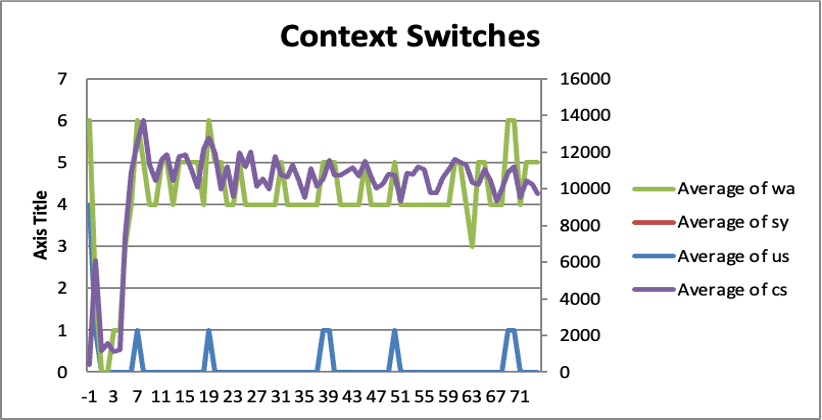 Context Switches
7
6
5
4
3
2
1
0
Axis Title
16000
14000
12000
10000
8000
6000
4000
2000
0
-1 3 7 11 15 19 23 27 31 35 39 43 47 51 55 59 63 67 71
Average of wa
Average of sy
Average of us
Average of cs